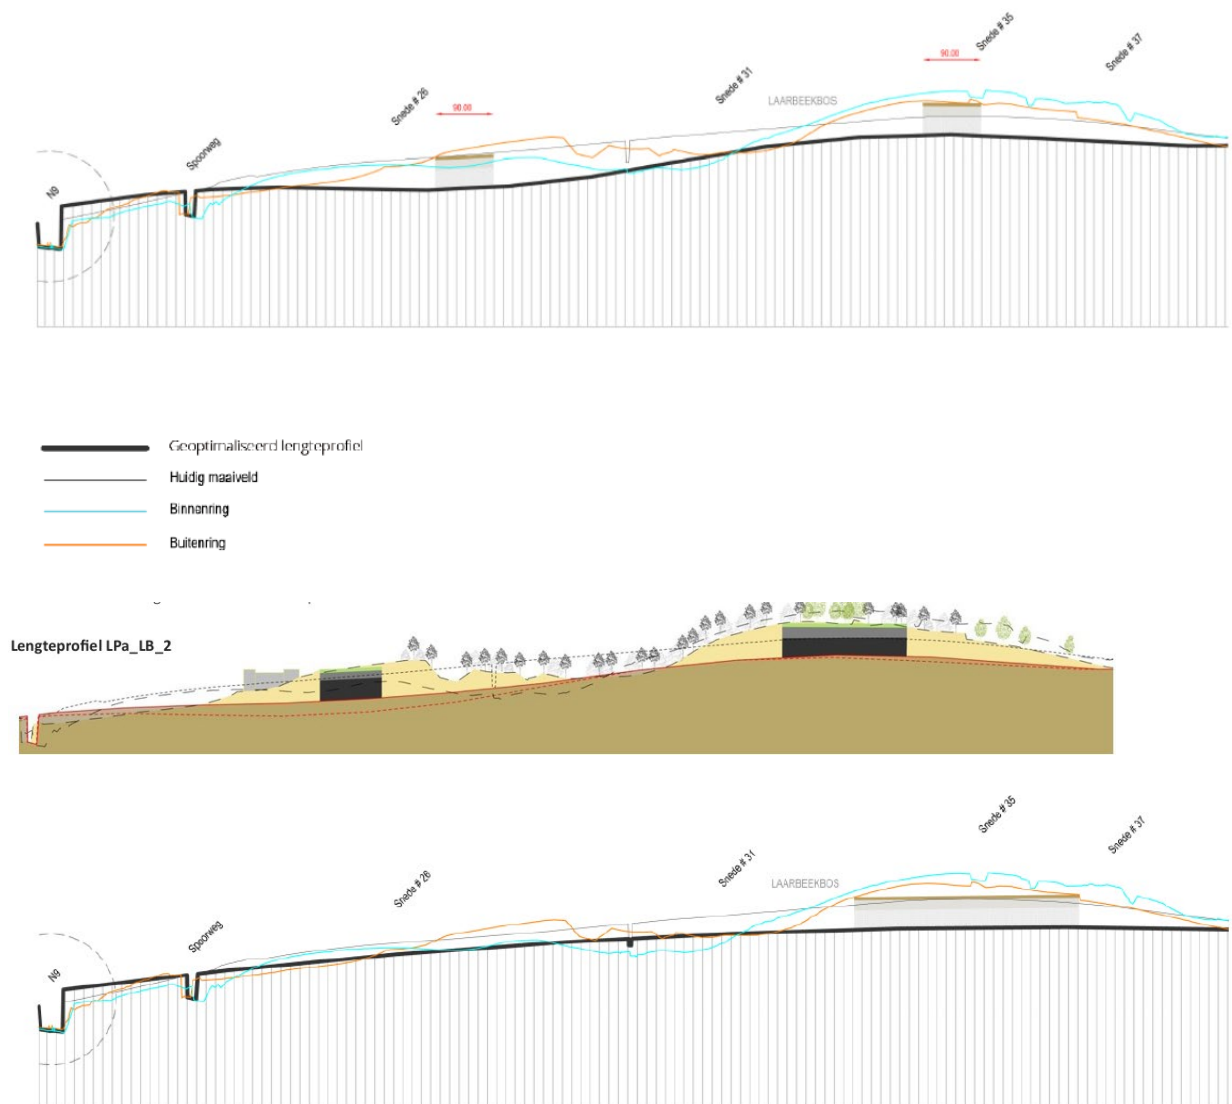 Snede # 35
Snede # 37
90.00
Snede # 31
LAARBEEKBOS
Snede # 26
90.00
Spoorweg
N9
Geoptimaliseerd lengteprofiel
Huidig maaiveld
Binnenring
Buitenring
Lengteprofiel LPa_LB_2
Snede # 35
Snede # 37
Snede # 31
LAARBEEKBOS
Snede # 26
Spoorweg
N9